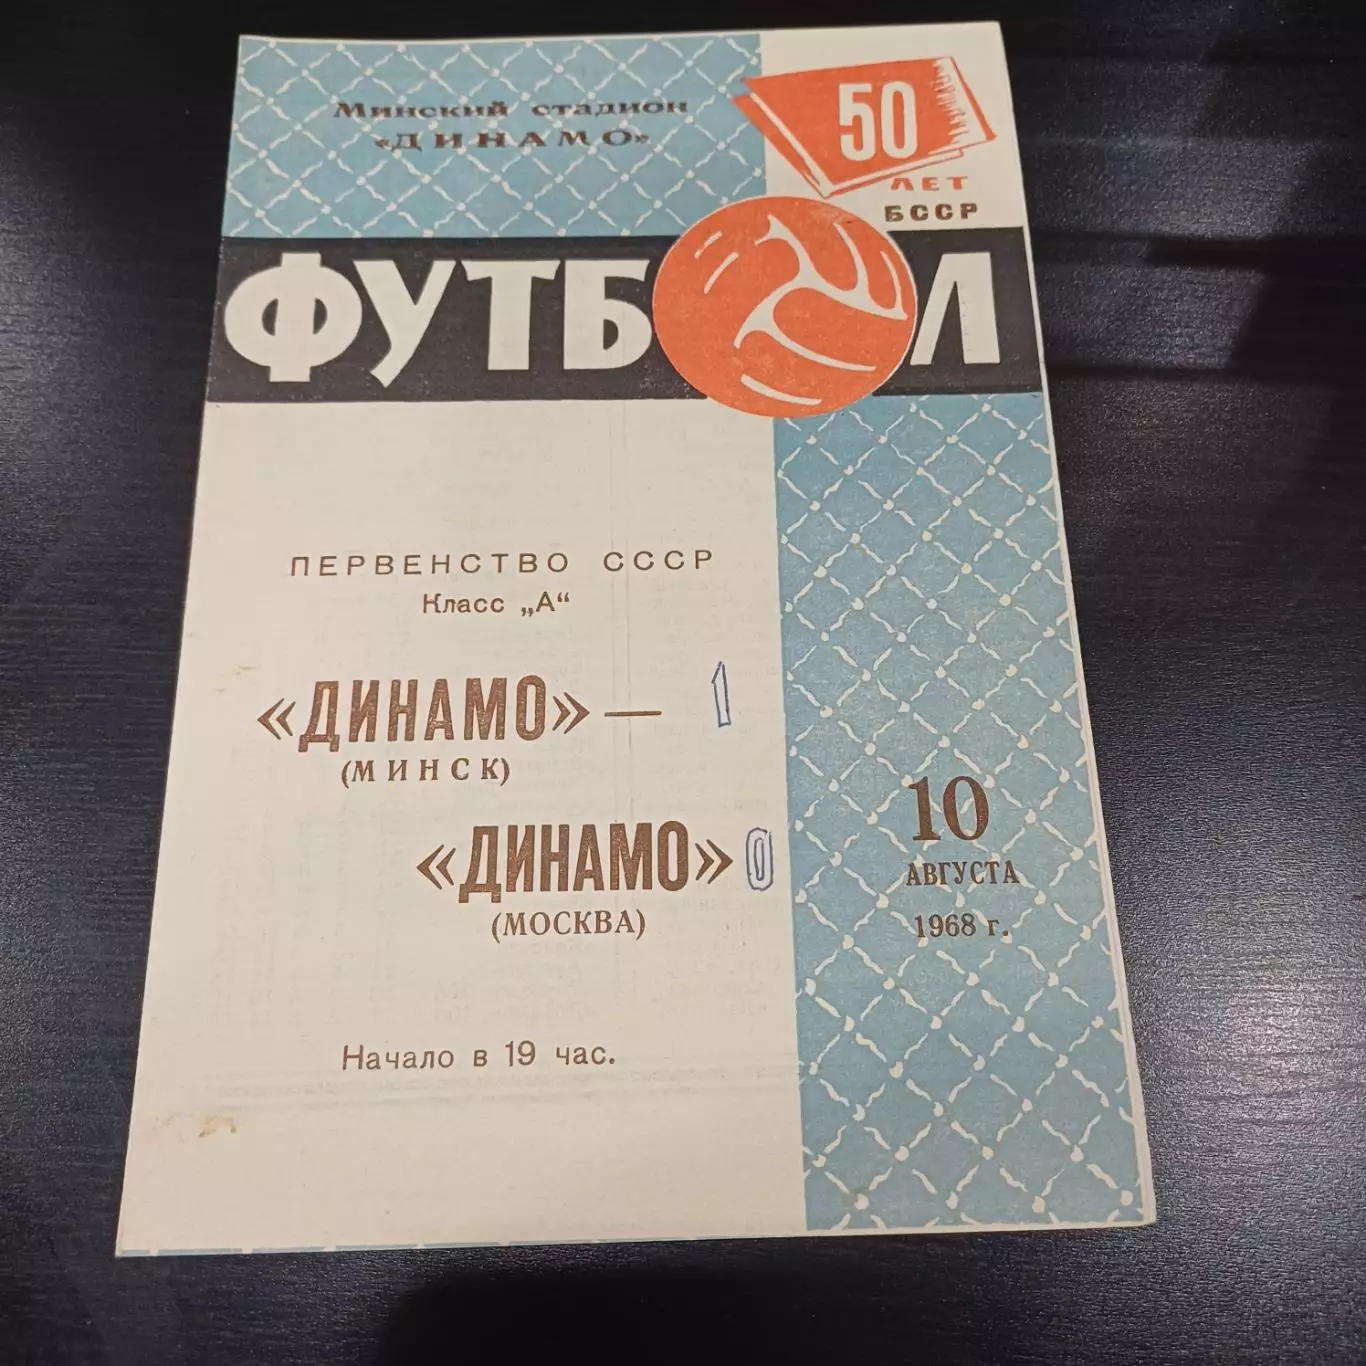 Минский стадион
«ДИНАМО»
50
ЛЕТ
БССР
ФУТБОЛ
ПЕРВЕНСТВО СССР
Класс „А“
«ДИНАМО» — 1
(МИНСК)
«ДИНАМО» 0
(МОСКВА)
10
АВГУСТА
1968 г.
Начало в 19 час.